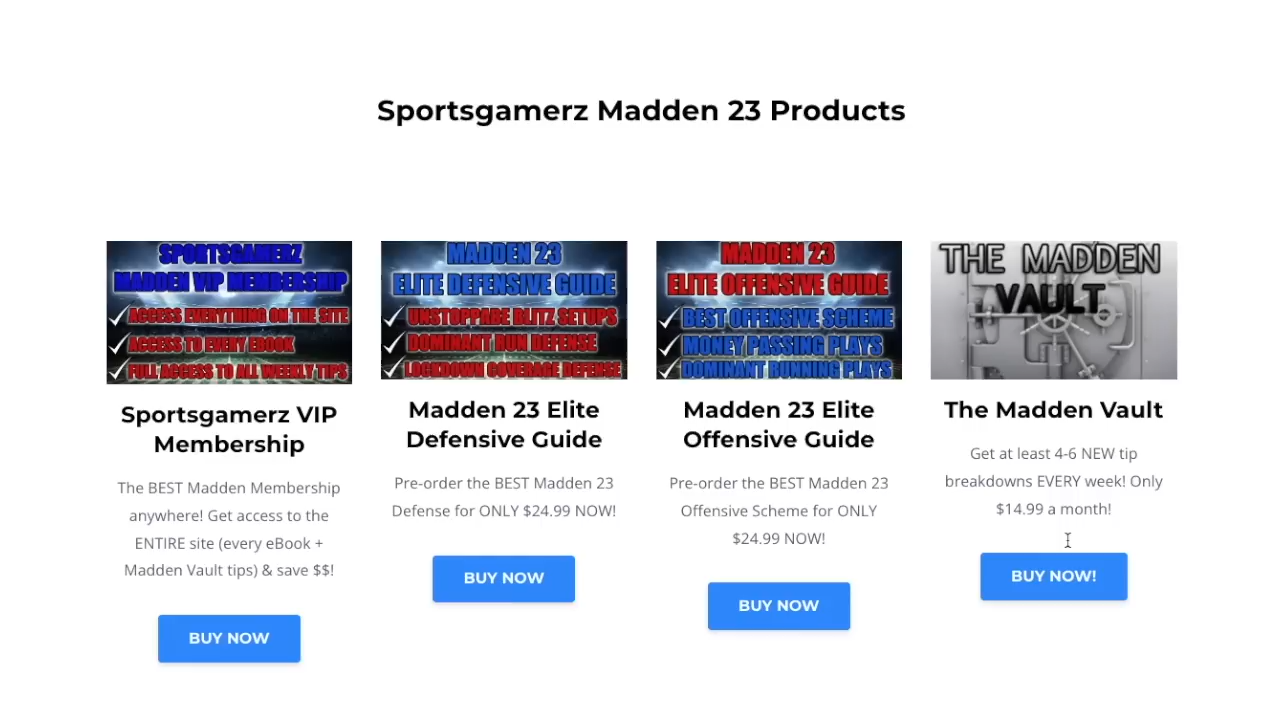 Sportsgamerz Madden 23 Products
SPORTSGAMERZ
MADDEN VIP MEMBERSHIP
ACCESS EVERYTHING ON THE SITE
ACCESS TO EVERY EBOOK
FULL ACCESS TO ALL WEEKLY TIPS
Sportsgamerz VIP
Membership
The BEST Madden Membership
anywhere! Get access to the
ENTIRE site (every eBook +
Madden Vault tips) & save $$!
BUY NOW
MADDEN 23
ELITE DEFENSIVE GUIDE
UNSTOPPABE BLITZ SETUPS
DOMINANT RUN DEFENSE
LOCKDOWN COVERAGE DEFENSE
Madden 23 Elite
Defensive Guide
Pre-order the BEST Madden 23
Defense for ONLY $24.99 NOW!
BUY NOW
MADDEN 23
ELITE OFFENSIVE GUIDE
BEST OFFENSIVE SCHEME
MONEY PASSING PLAYS
DOMINANT RUNNING PLAYS
Madden 23 Elite
Offensive Guide
Pre-order the BEST Madden 23
Offensive Scheme for ONLY
$24.99 NOW!
BUY NOW
THE MADDEN
VAULT
The Madden Vault
Get at least 4-6 NEW tip
breakdowns EVERY week! Only
$14.99 a month!
BUY NOW!